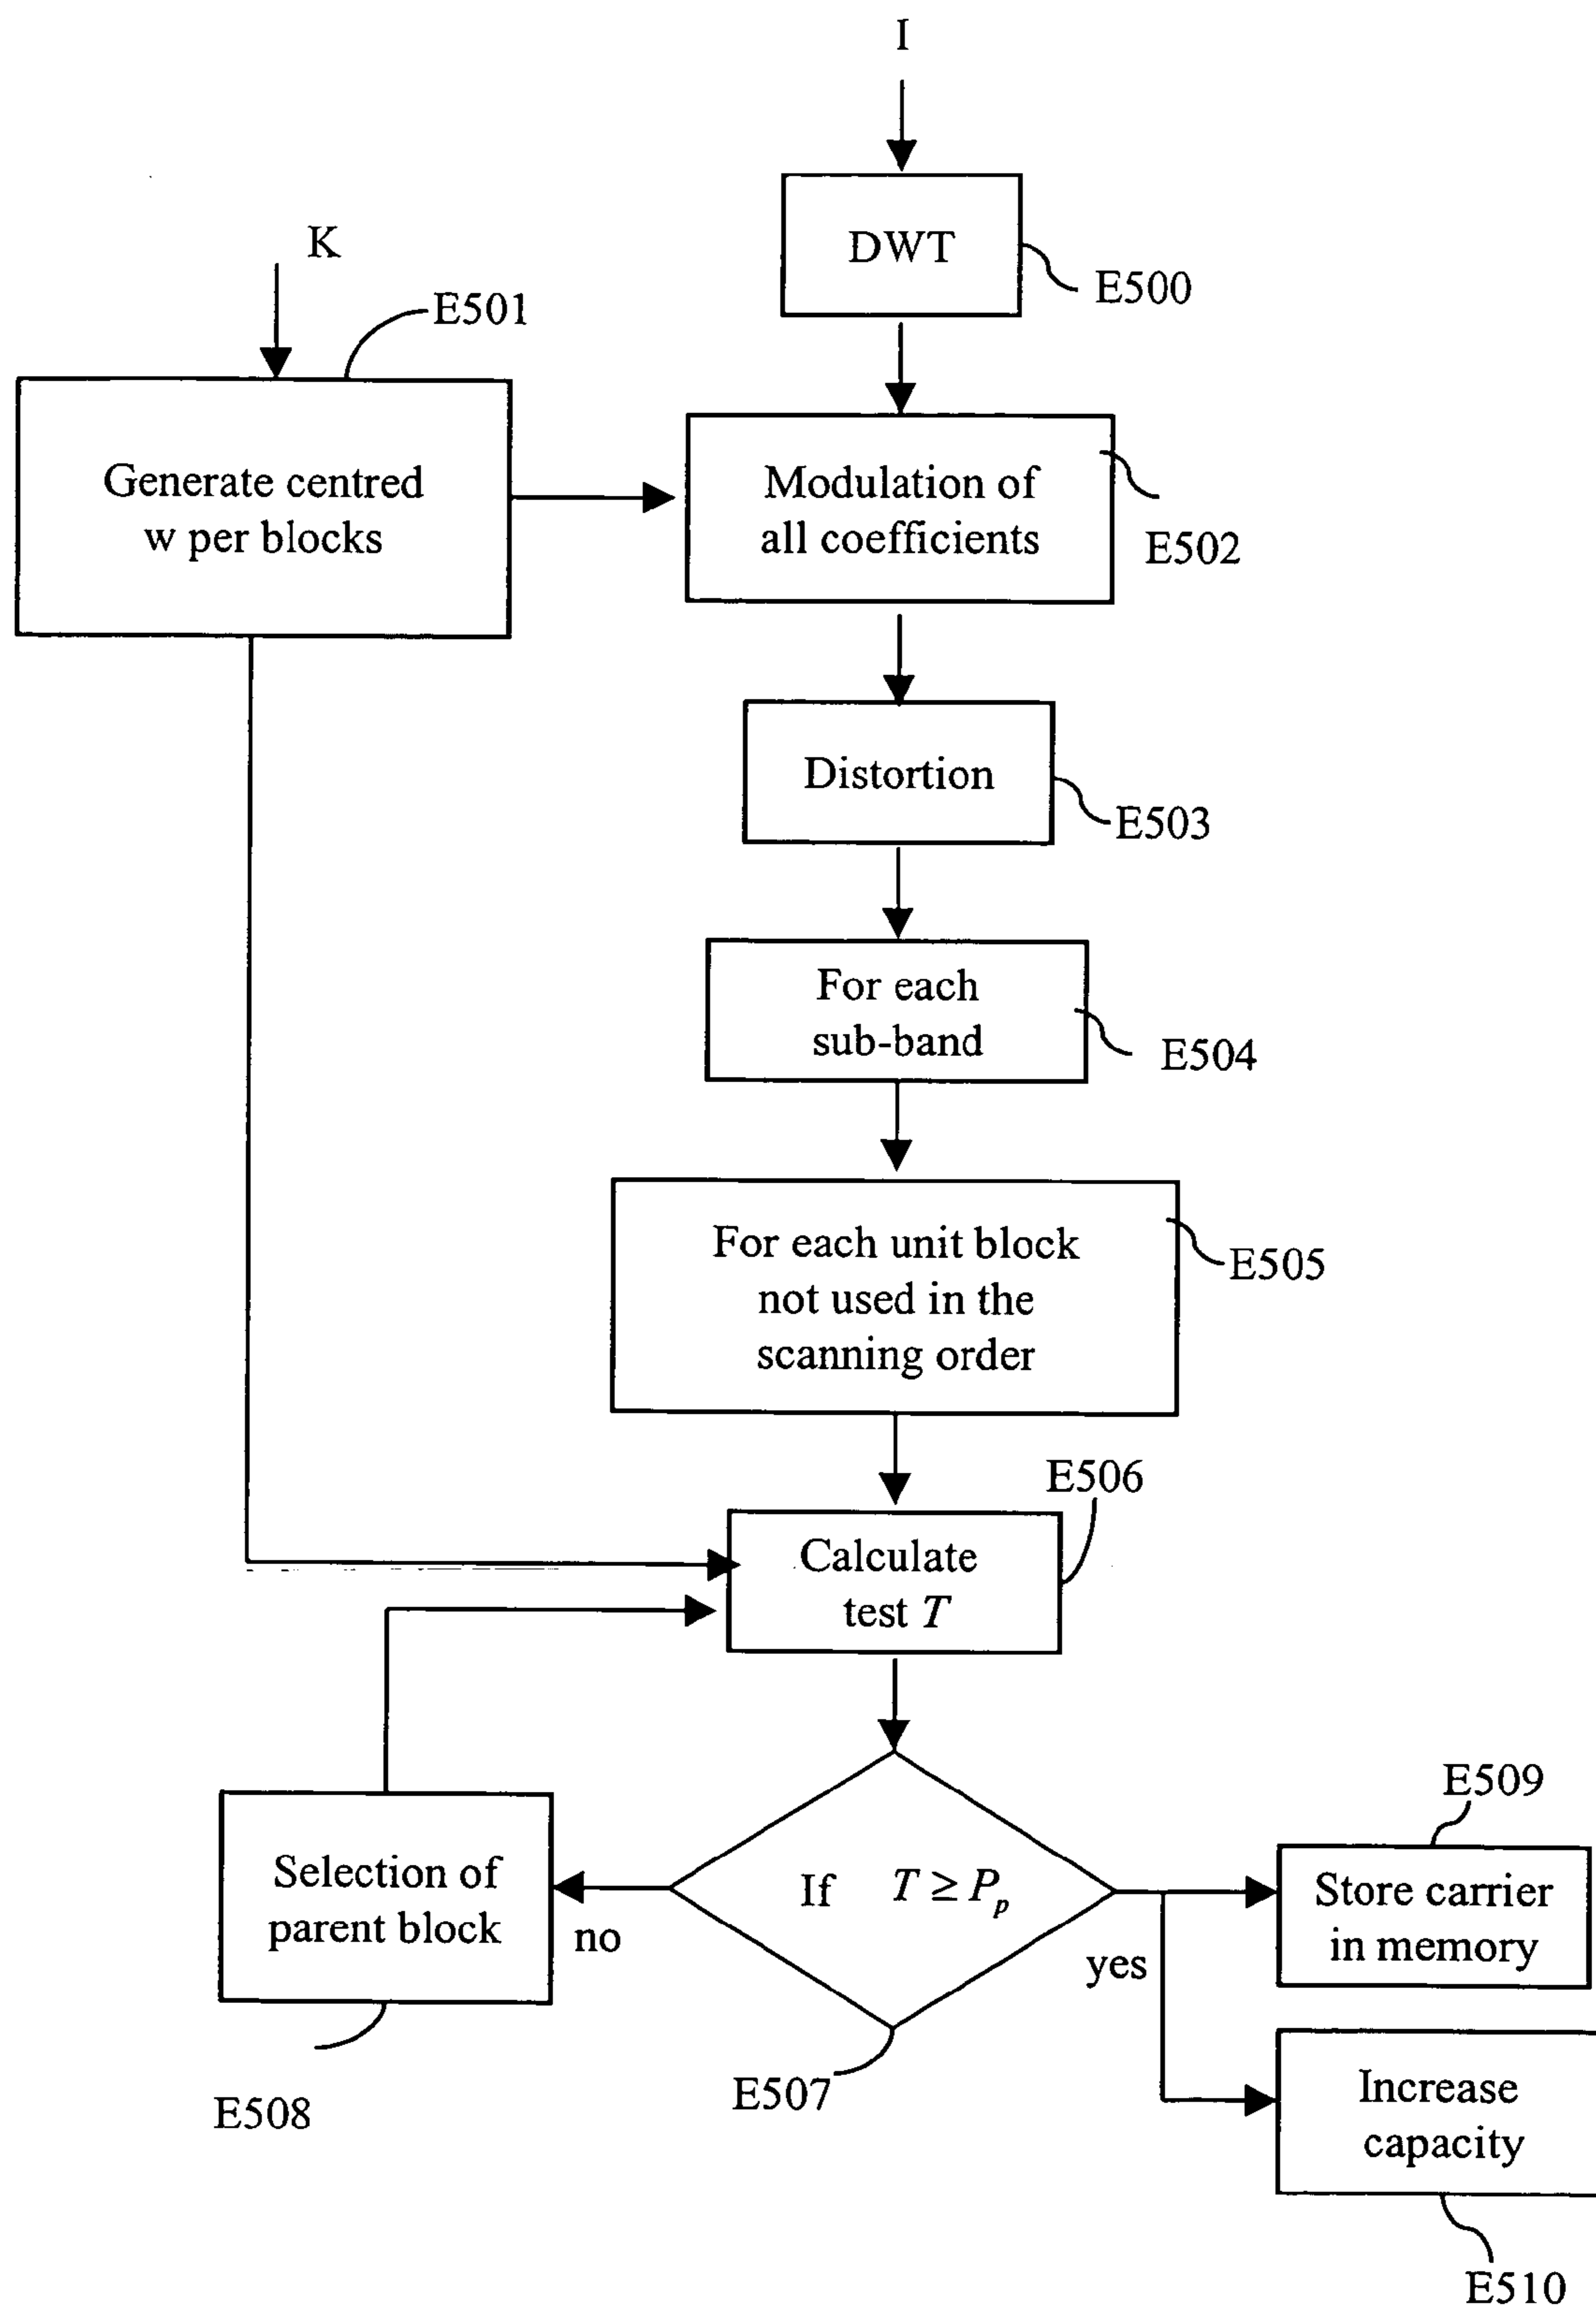 I
DWT
E500
K
E501
Generate centred
w per blocks
Modulation of
all coefficients
E502
Distortion
E503
For each
sub-band
E504
For each unit block
not used in the
scanning order
E505
E506
Calculate
test T
If T ≥ Pp
no
yes
E507
Selection of
parent block
E508
E509
Store carrier
in memory
Increase
capacity
E510